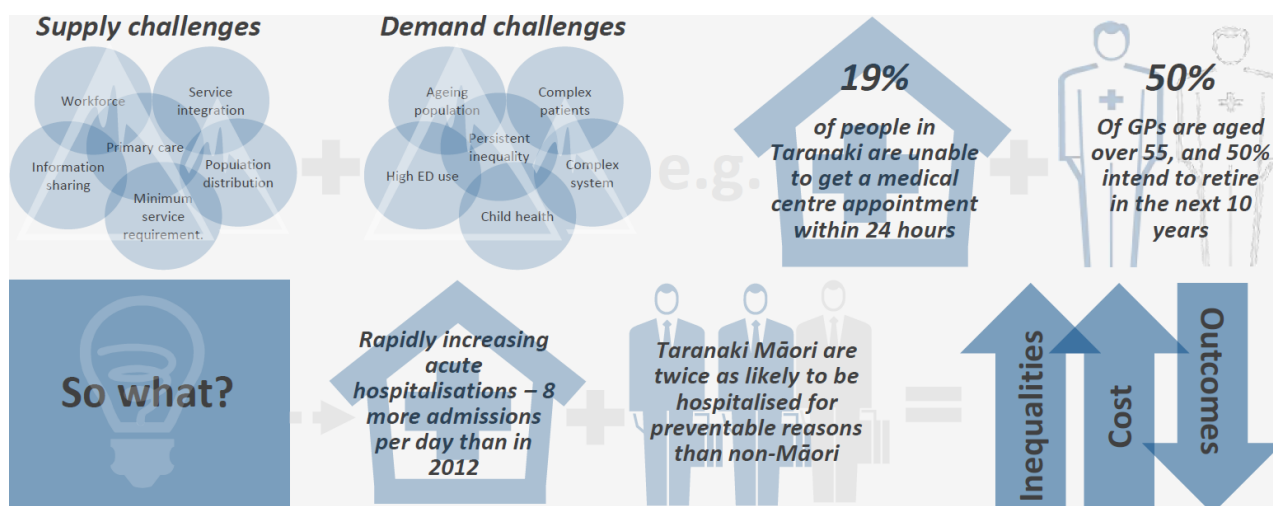 Supply challenges
Workforce
Service
integration
Primary care
Information
sharing
Population
distribution
Minimum
service
requirement.
+
Demand challenges
Ageing
population
Complex
patients
Persistent
inequality
High ED use
Complex
system
Child health
e.g.
19%
of people in
Taranaki are unable
to get a medical
centre appointment
within 24 hours
+
50%
Of GPs are aged
over 55, and 50%
intend to retire
in the next 10
years
So what?
Rapidly increasing
acute
hospitalisations – 8
more admissions
per day than in
2012
+
Taranaki Māori are
twice as likely to be
hospitalised for
preventable reasons
than non-Māori
=
Inequalities
Cost
Outcomes